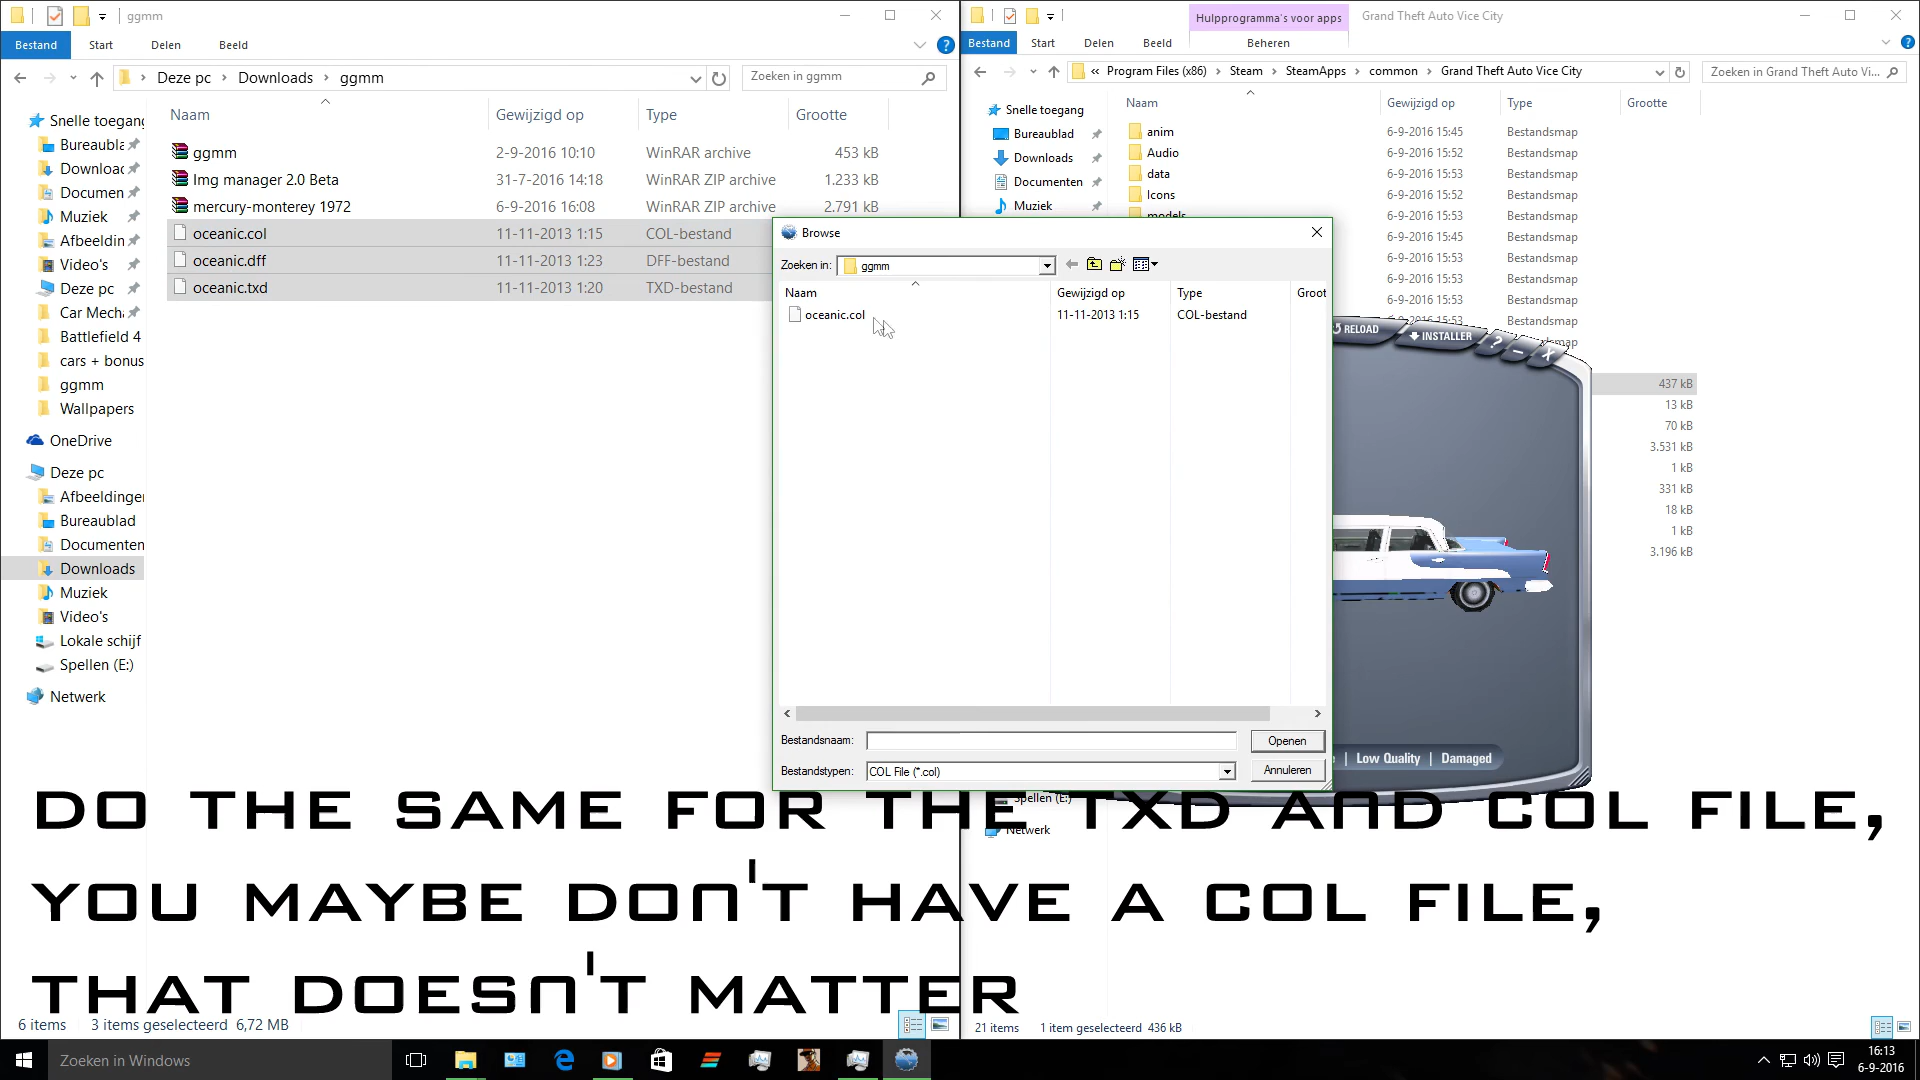 ggmm
Bestand Start Delen Beeld
Deze pc Downloads ggmm
Zoeken in ggmm
Snelle toegang
Bureaubla
Downloac
Documen
Muziek
Afbeeldin
Video's
Deze pc
Car Mecha
Battlefield 4
cars + bonus
ggmm
Wallpapers
OneDrive
Deze pc
Afbeeldingen
Bureaublad
Documenten
Downloads
Muziek
Video's
Lokale schijf
Spellen (E:)
Netwerk
Naam Gewijzigd op Type Grootte
ggmm 2-9-2016 10:10 WinRAR archive 453 kB
Img manager 2.0 Beta 31-7-2016 14:18 WinRAR ZIP archive 1.233 kB
mercury-monterey 1972 6-9-2016 16:08 WinRAR ZIP archive 2.791 kB
oceanic.col 11-11-2013 1:15 COL-bestand
oceanic.dff 11-11-2013 1:23 DFF-bestand
oceanic.txd 11-11-2013 1:20 TXD-bestand
6 items 3 items geselecteerd 6,72 MB
Hulpprogramma's voor apps Grand Theft Auto Vice City
Bestand Start Delen Beeld Beheren
« Program Files (x86) Steam SteamApps common Grand Theft Auto Vice City
Zoeken in Grand Theft Auto Vi...
Snelle toegang
Bureaublad
Downloads
Documenten
Muziek
Spellen (E:)
Netwerk
Naam Gewijzigd op Type Grootte
anim 6-9-2016 15:45 Bestandsmap
Audio 6-9-2016 15:52 Bestandsmap
data 6-9-2016 15:53 Bestandsmap
Icons 6-9-2016 15:52 Bestandsmap
models 6-9-2016 15:53 Bestandsmap
6-9-2016 15:45 Bestandsmap
6-9-2016 15:53 Bestandsmap
6-9-2016 15:53 Bestandsmap
6-9-2016 15:53 Bestandsmap
437 kB
13 kB
70 kB
3.531 kB
1 kB
331 kB
18 kB
1 kB
3.196 kB
21 items 1 item geselecteerd 436 kB
Browse
Zoeken in: ggmm
Naam Gewijzigd op Type Groot
oceanic.col 11-11-2013 1:15 COL-bestand
Bestandsnaam: Openen
Bestandstypen: COL File (*.col) Annuleren
RELOAD INSTALLER ? – X
| Low Quality | Damaged
DO THE SAME FOR THE TXD AND COL FILE,
YOU MAYBE DON'T HAVE A COL FILE,
THAT DOESN'T MATTER
Zoeken in Windows
16:13
6-9-2016